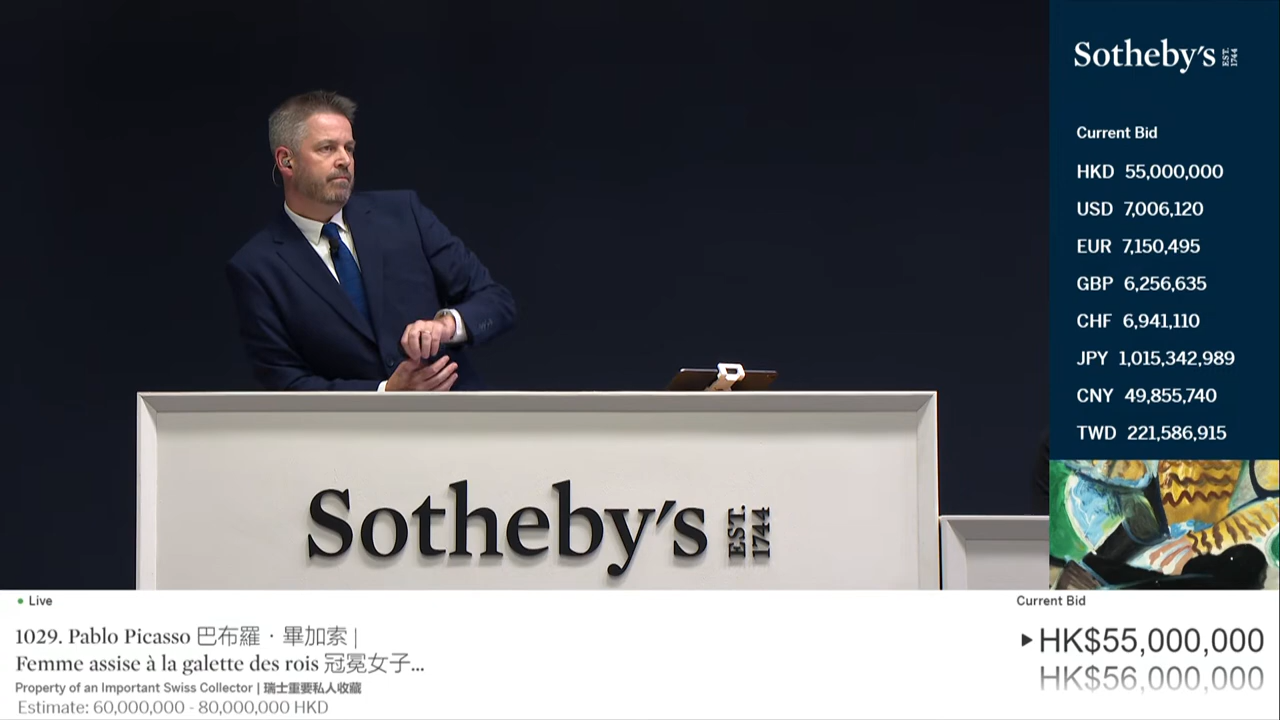 Sotheby's EST. 1744
Current Bid
HKD 55,000,000
USD 7,006,120
EUR 7,150,495
GBP 6,256,635
CHF 6,941,110
JPY 1,015,342,989
CNY 49,855,740
TWD 221,586,915
Sotheby's EST. 1744
Live
1029. Pablo Picasso 巴布羅・畢加索 |
Femme assise à la galette des rois 冠冕女子...
Property of an Important Swiss Collector | 瑞士重要私人收藏
Estimate: 60,000,000 - 80,000,000 HKD
Current Bid
HK$55,000,000
HK$56,000,000